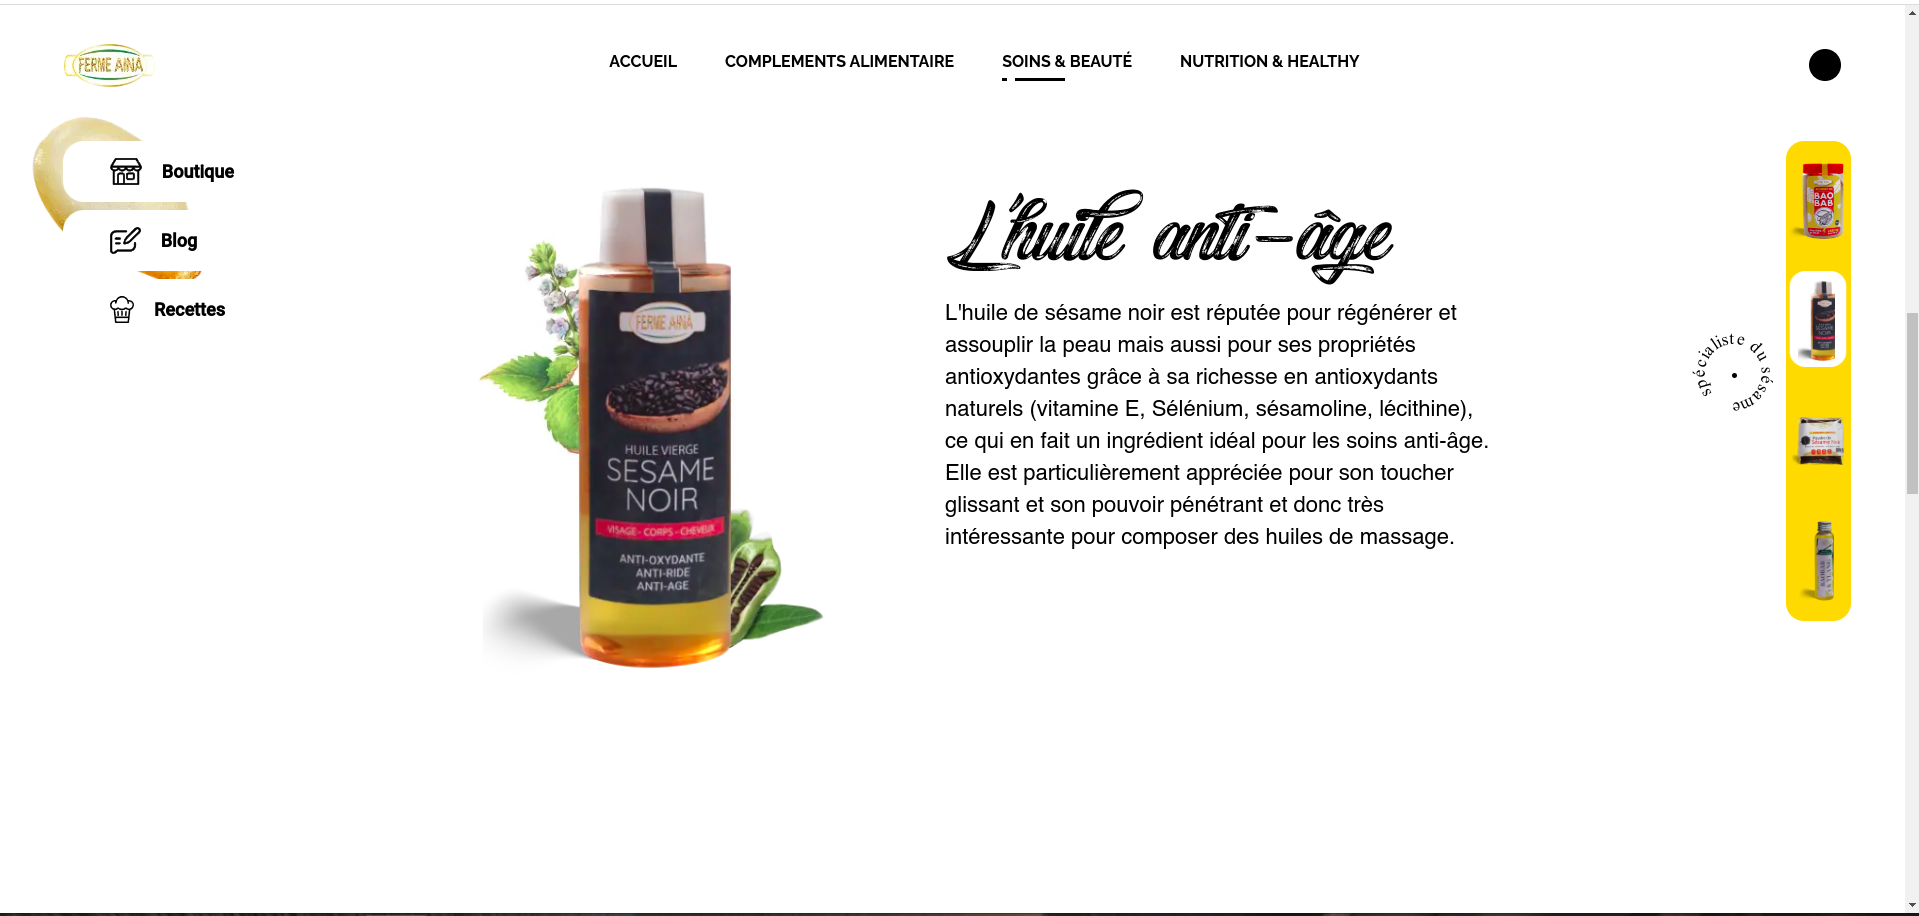 FERME AINA
ACCUEIL
COMPLEMENTS ALIMENTAIRE
SOINS & BEAUTÉ
NUTRITION & HEALTHY
Boutique
Blog
Recettes
FERME AINA
HUILE VIERGE
SESAME
NOIR
VISAGE - CORPS - CHEVEUX
ANTI-OXYDANTE
ANTI-RIDE
ANTI-AGE
L'huile anti-âge
L'huile de sésame noir est réputée pour régénérer et
assouplir la peau mais aussi pour ses propriétés
antioxydantes grâce à sa richesse en antioxydants
naturels (vitamine E, Sélénium, sésamoline, lécithine),
ce qui en fait un ingrédient idéal pour les soins anti-âge.
Elle est particulièrement appréciée pour son toucher
glissant et son pouvoir pénétrant et donc très
intéressante pour composer des huiles de massage.
spécialiste du sésame
BAO
BAB
SESAME
NOIR